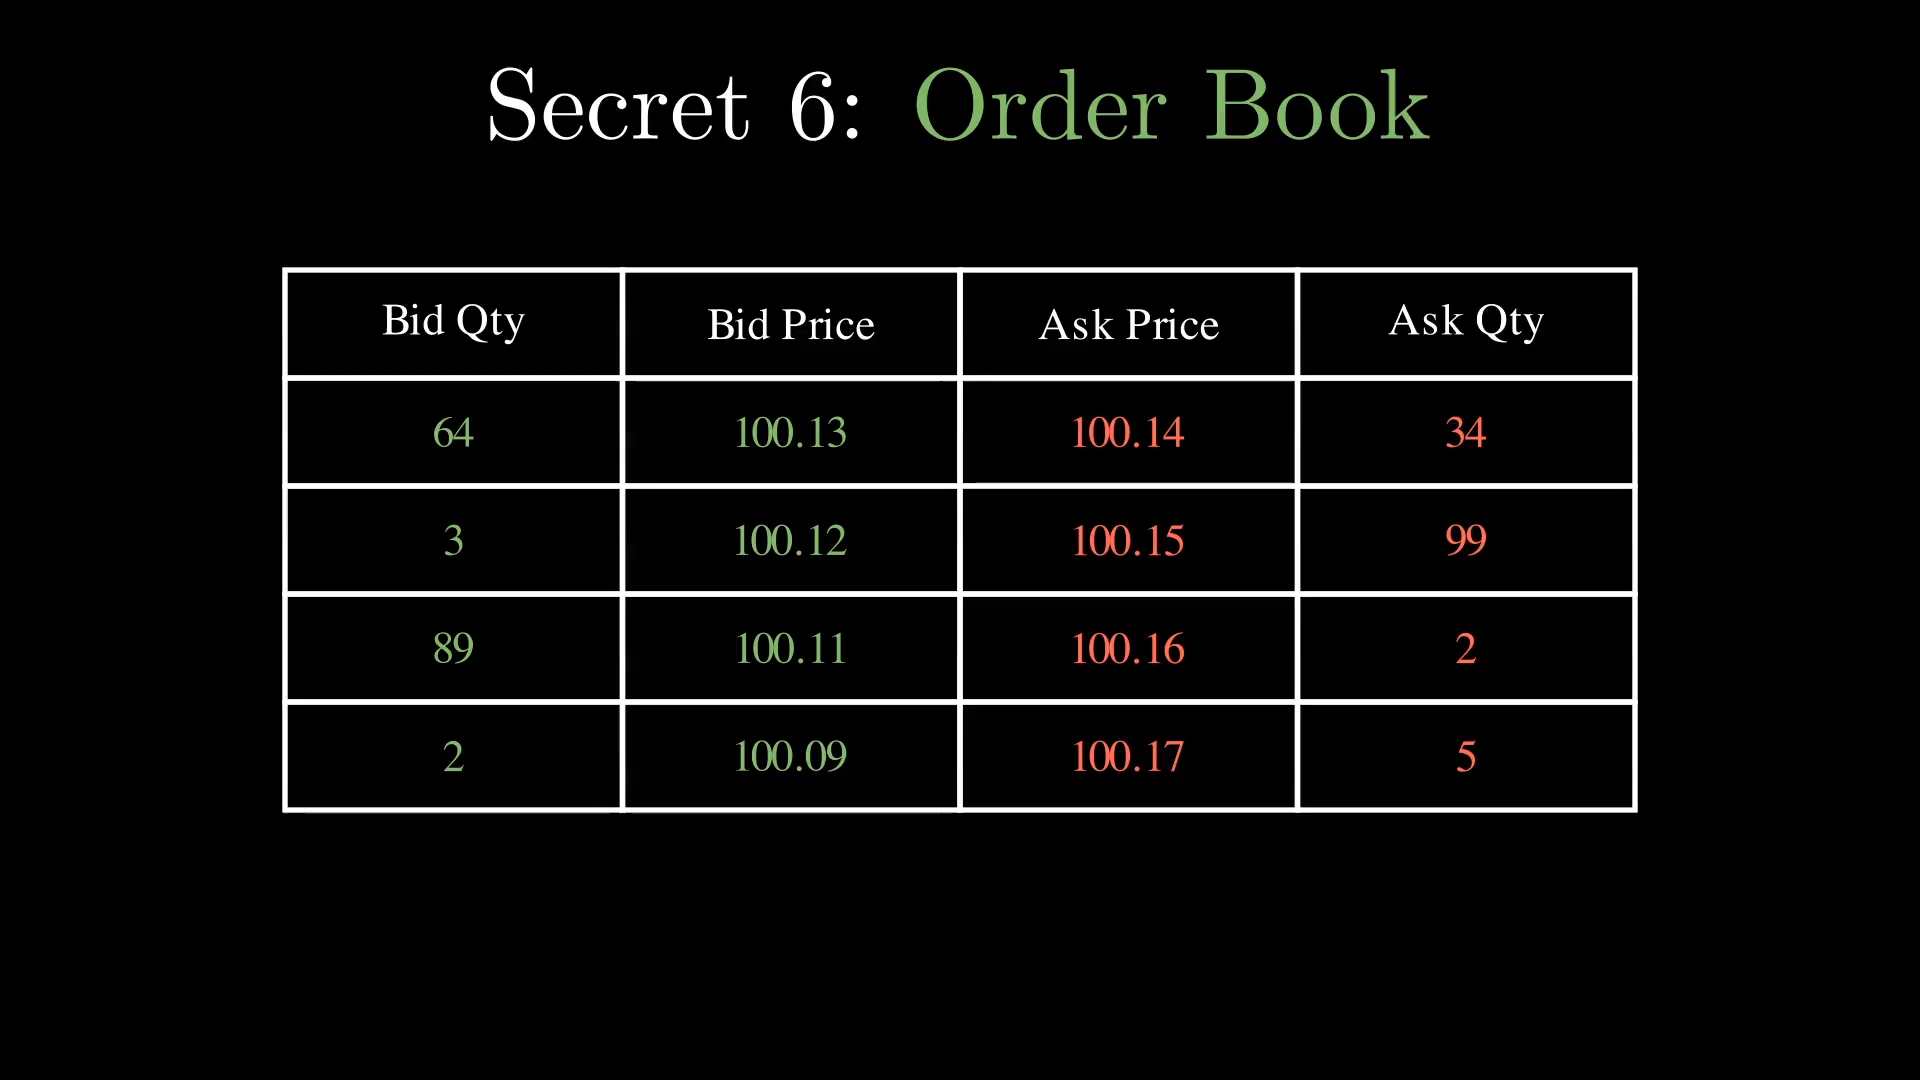 Secret 6: Order Book
Bid Qty Bid Price Ask Price Ask Qty
64 100.13 100.14 34
3 100.12 100.15 99
89 100.11 100.16 2
2 100.09 100.17 5